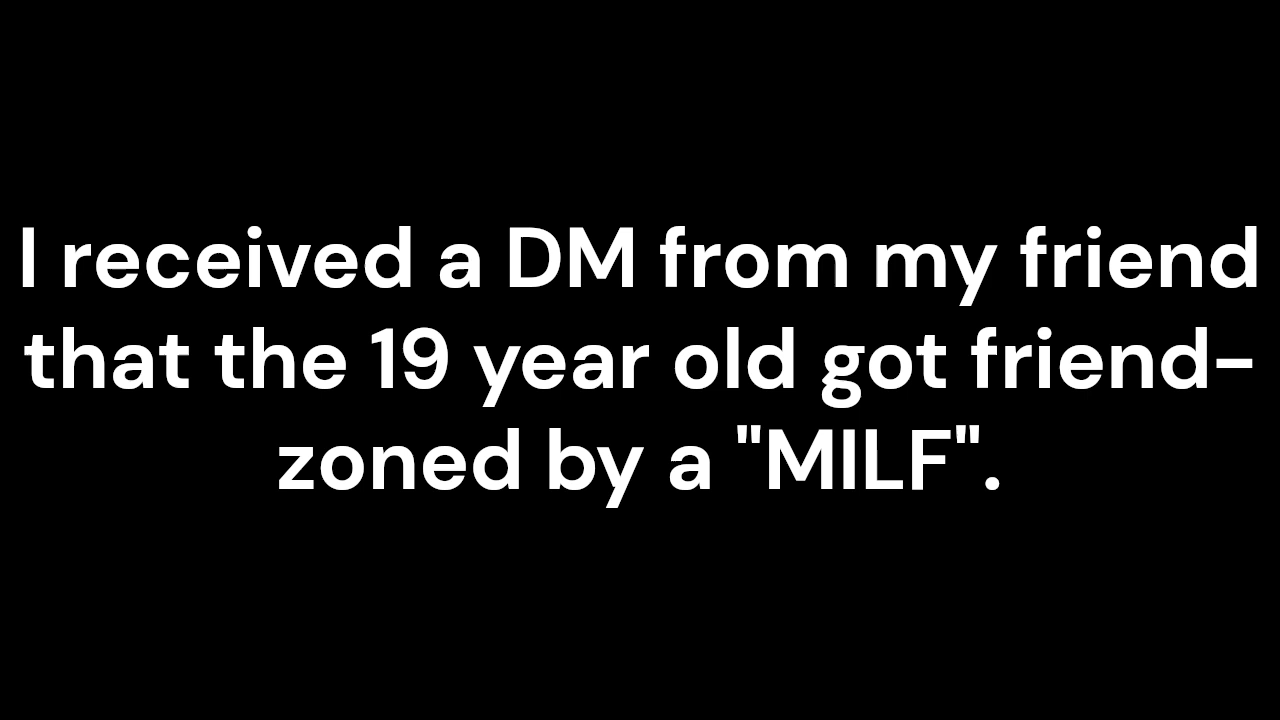 I received a DM from my friend
that the 19 year old got friend-
zoned by a "MILF".